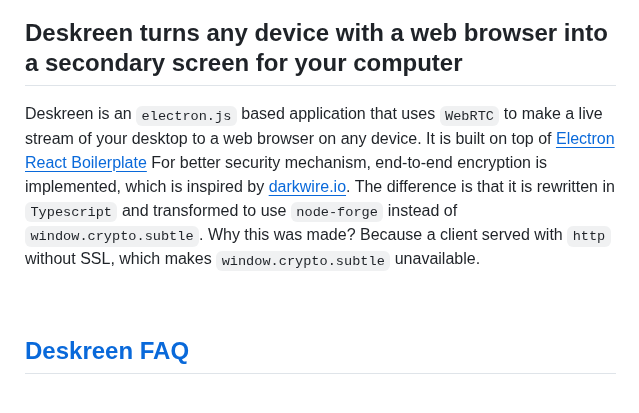 Deskreen turns any device with a web browser into
a secondary screen for your computer
Deskreen is an electron.js based application that uses WebRTC to make a live
stream of your desktop to a web browser on any device. It is built on top of Electron
React Boilerplate For better security mechanism, end-to-end encryption is
implemented, which is inspired by darkwire.io. The difference is that it is rewritten in
Typescript and transformed to use node-forge instead of
window.crypto.subtle. Why this was made? Because a client served with http
without SSL, which makes window.crypto.subtle unavailable.
Deskreen FAQ